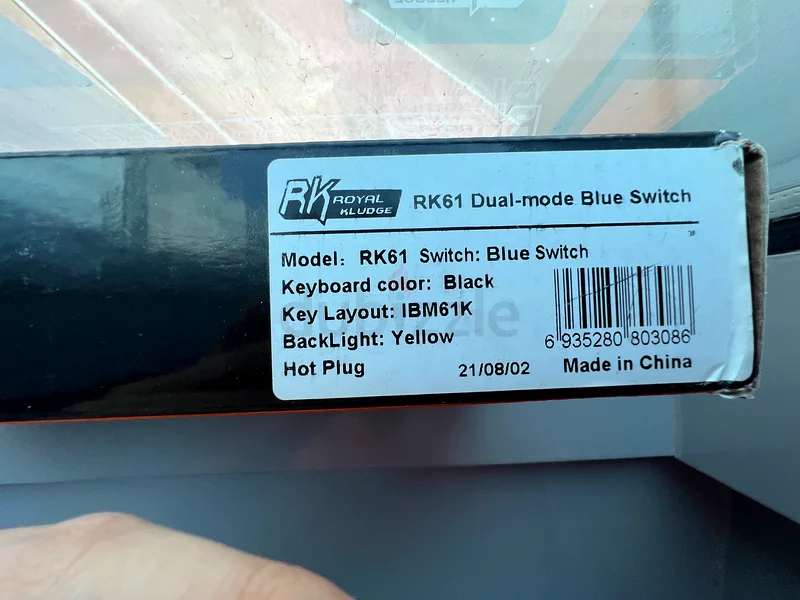 RK ROYAL KLUDGE
RK61 Dual-mode Blue Switch
Model: RK61 Switch: Blue Switch
Keyboard color: Black
Key Layout: IBM61K
BackLight: Yellow
Hot Plug
6 935280 803086
21/08/02
Made in China
dubizzle